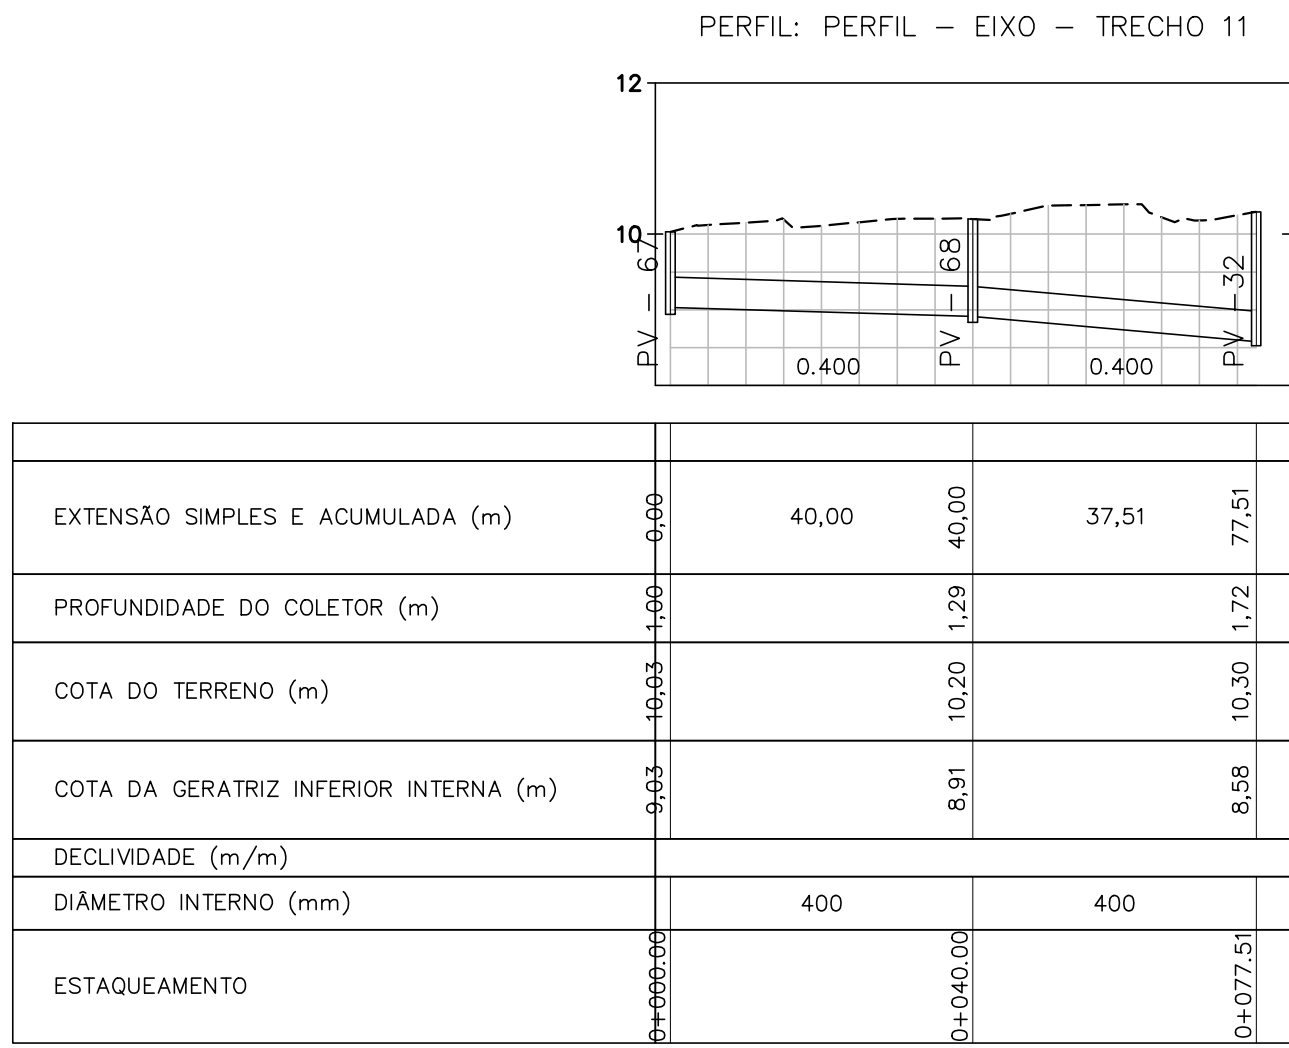 PERFIL: PERFIL – EIXO – TRECHO 11
12
10
PV – 67
PV – 68
PV – 32
0.400
0.400
EXTENSÃO SIMPLES E ACUMULADA (m)
0,00
40,00
40,00
37,51
77,51
PROFUNDIDADE DO COLETOR (m)
1,00
1,29
1,72
COTA DO TERRENO (m)
10,03
10,20
10,30
COTA DA GERATRIZ INFERIOR INTERNA (m)
9,03
8,91
8,58
DECLIVIDADE (m/m)
DIÂMETRO INTERNO (mm)
400
400
ESTAQUEAMENTO
0+000.00
0+040.00
0+077.51